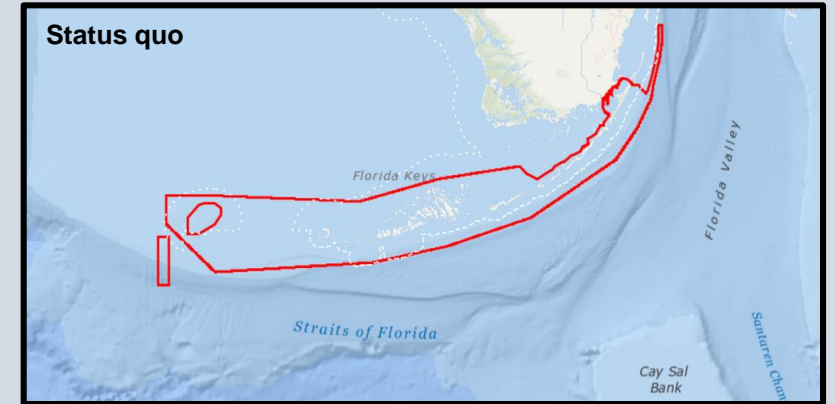 Status quo
Florida Keys
Florida Valley
Straits of Florida
Cay Sal
Bank
Santaren Chan